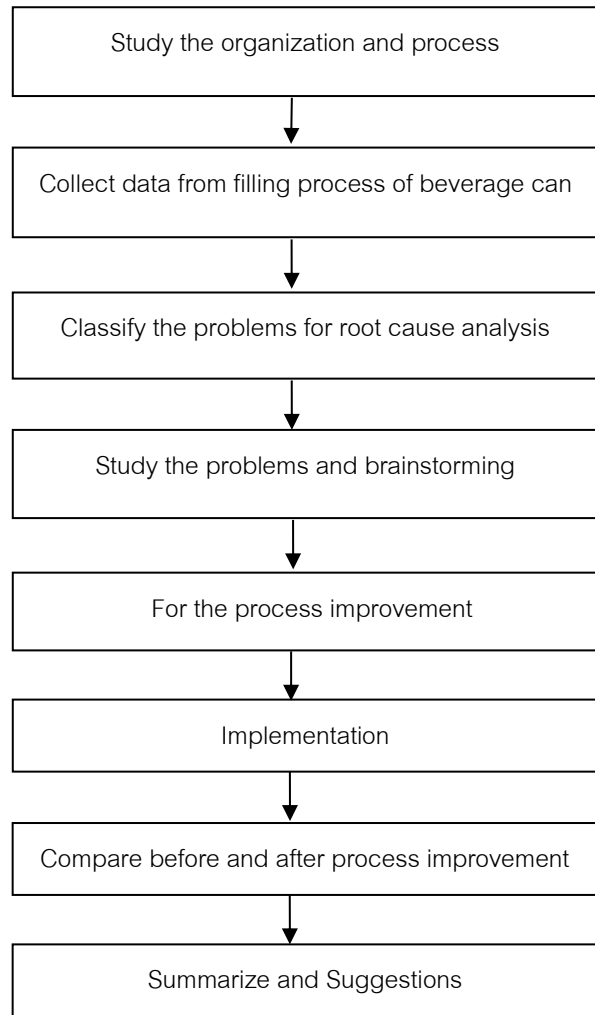 Study the organization and process
Collect data from filling process of beverage can
Classify the problems for root cause analysis
Study the problems and brainstorming
For the process improvement
Implementation
Compare before and after process improvement
Summarize and Suggestions